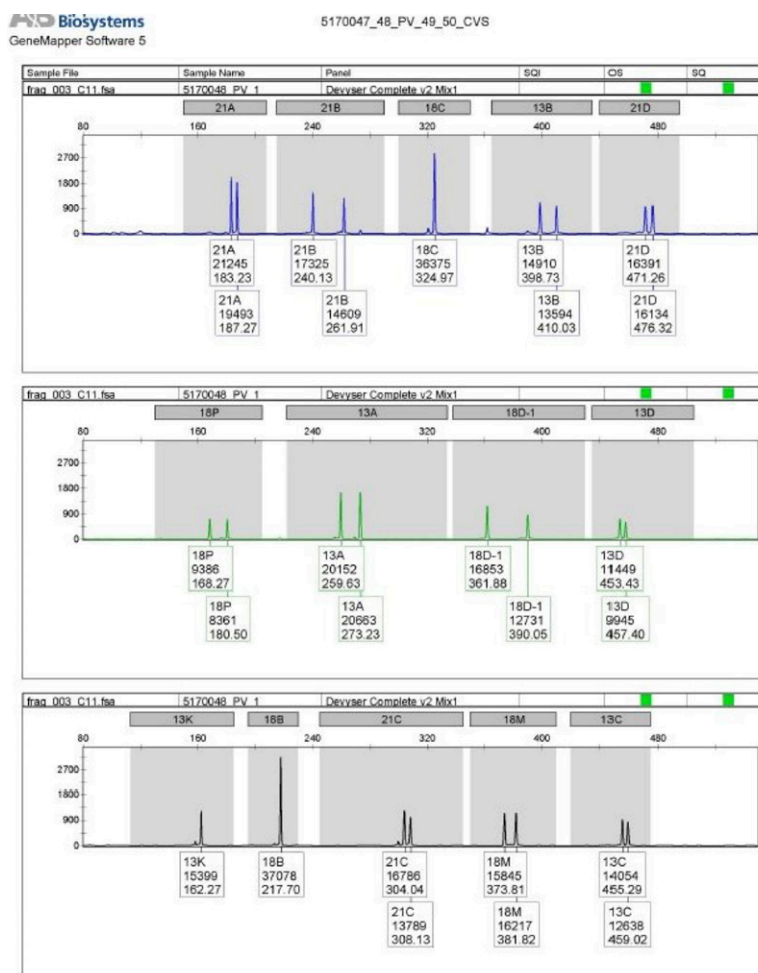 AB Biosystems
5170047_48_PV_49_50_CVS
GeneMapper Software 5
Sample File Sample Name Panel SQI OS SQ
frag_003_C11.fsa 5170048_PV_1 Devyser Complete v2 Mix1
21A 21B 18C 13B 21D
80 160 240 320 400 480
2700
1800
900
0
21A 21B 18C 13B 21D
21245 17325 36375 14910 16391
183.23 240.13 324.97 398.73 471.26
21A 21B 13B 21D
19493 14609 13594 16134
187.27 261.91 410.03 476.32
frag_003_C11.fsa 5170048_PV_1 Devyser Complete v2 Mix1
18P 13A 18D-1 13D
80 160 240 320 400 480
2700
1800
900
0
18P 13A 18D-1 13D
9386 20152 16853 11449
168.27 259.63 361.88 453.43
18P 13A 18D-1 13D
8361 20663 12731 9945
180.50 273.23 390.05 457.40
frag_003_C11.fsa 5170048_PV_1 Devyser Complete v2 Mix1
13K 18B 21C 18M 13C
80 160 240 320 400 480
2700
1800
900
0
13K 18B 21C 18M 13C
15399 37078 16786 15845 14054
162.27 217.70 304.04 373.81 455.29
21C 18M 13C
13789 16217 12638
308.13 381.82 459.02